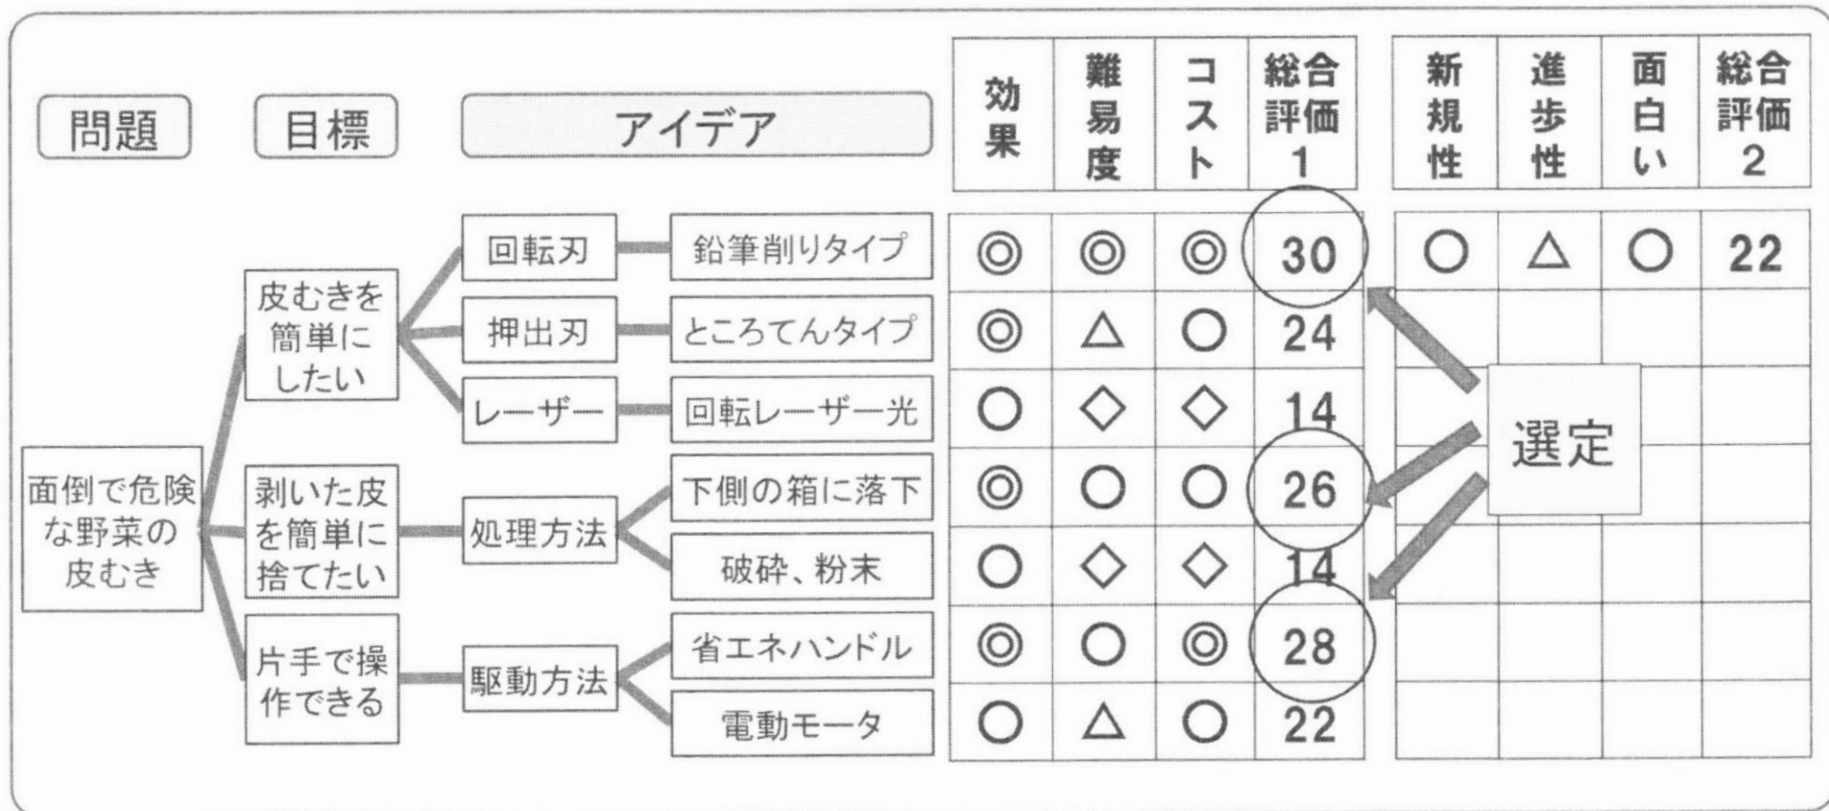 問題
目標
アイデア
効果
難易度
コスト
総合評価1
新規性
進歩性
面白い
総合評価2
面倒で危険
な野菜の
皮むき
皮むきを
簡単に
したい
剥いた皮
を簡単に
捨てたい
片手で操
作できる
回転刃
鉛筆削りタイプ
◎ ◎ ◎ 30 ○ △ ○ 22
押出刃
ところてんタイプ
◎ △ ○ 24
レーザー
回転レーザー光
○ ◇ ◇ 14
処理方法
下側の箱に落下
◎ ○ ○ 26
破砕、粉末
○ ◇ ◇ 14
駆動方法
省エネハンドル
◎ ○ ◎ 28
電動モータ
○ △ ○ 22
選定